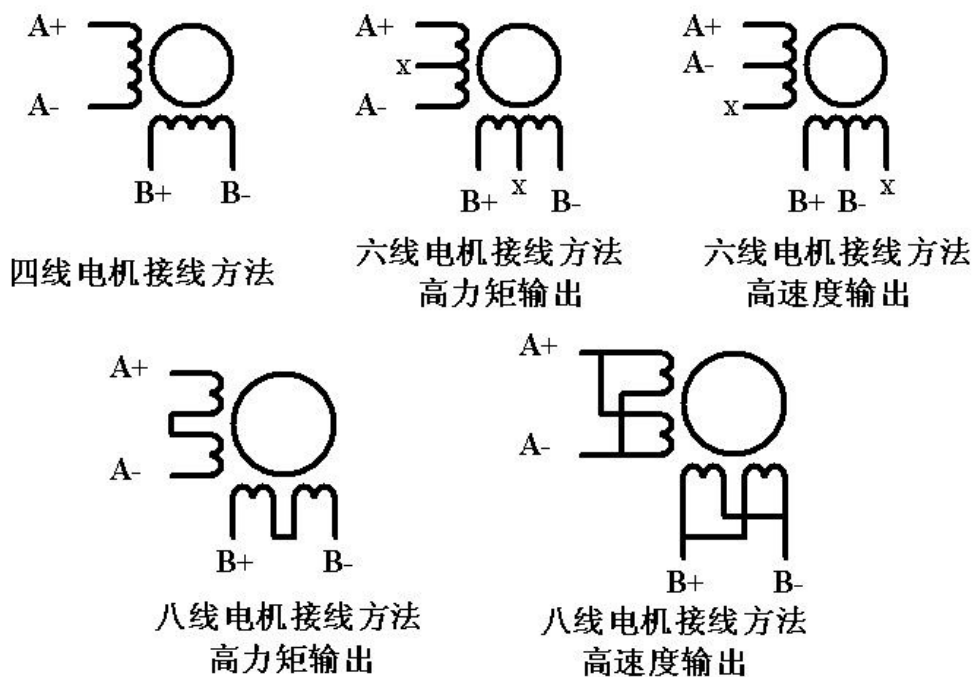 A+
A-
B+ B-
四线电机接线方法
A+
x
A-
B+ x B-
六线电机接线方法
高力矩输出
A+
A-
x
B+ B- x
六线电机接线方法
高速度输出
A+
A-
B+ B-
八线电机接线方法
高力矩输出
A+
A-
B+ B-
八线电机接线方法
高速度输出